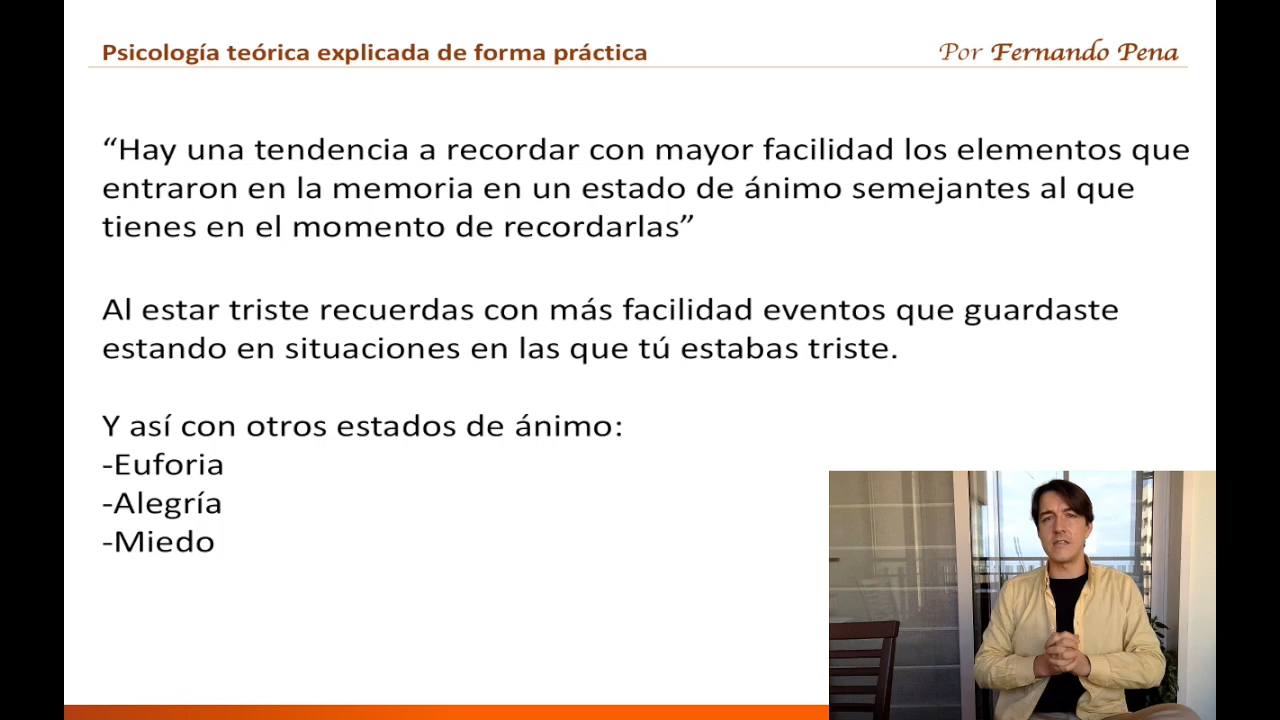 Psicología teórica explicada de forma práctica
Por Fernando Pena
“Hay una tendencia a recordar con mayor facilidad los elementos que
entraron en la memoria en un estado de ánimo semejantes al que
tienes en el momento de recordarlas”
Al estar triste recuerdas con más facilidad eventos que guardaste
estando en situaciones en las que tú estabas triste.
Y así con otros estados de ánimo:
-Euforia
-Alegría
-Miedo